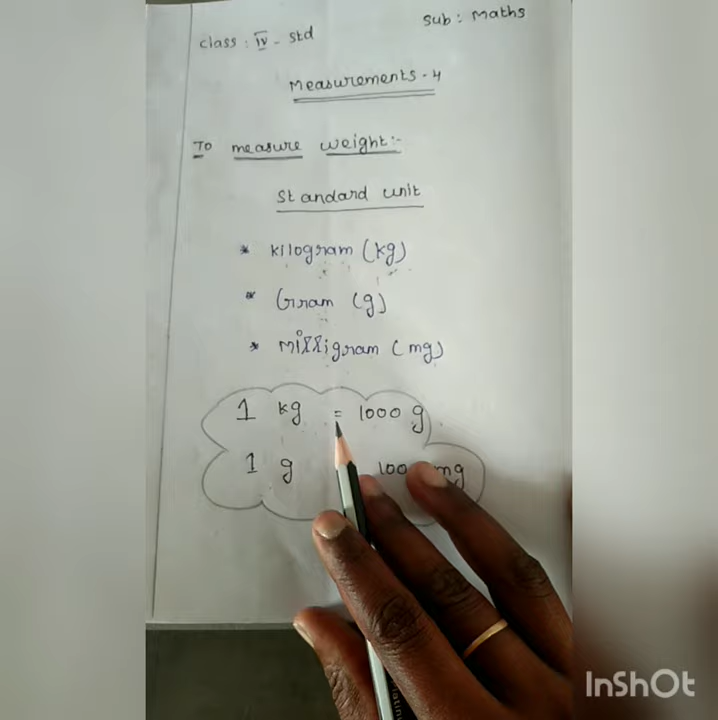 class : IV - Std
Sub : Maths
Measurements - 4
To measure weight :-
Standard unit
* kilogram (kg)
* Gram (g)
* Milligram (mg)
1 kg = 1000 g
1 g 100 mg
InShOt